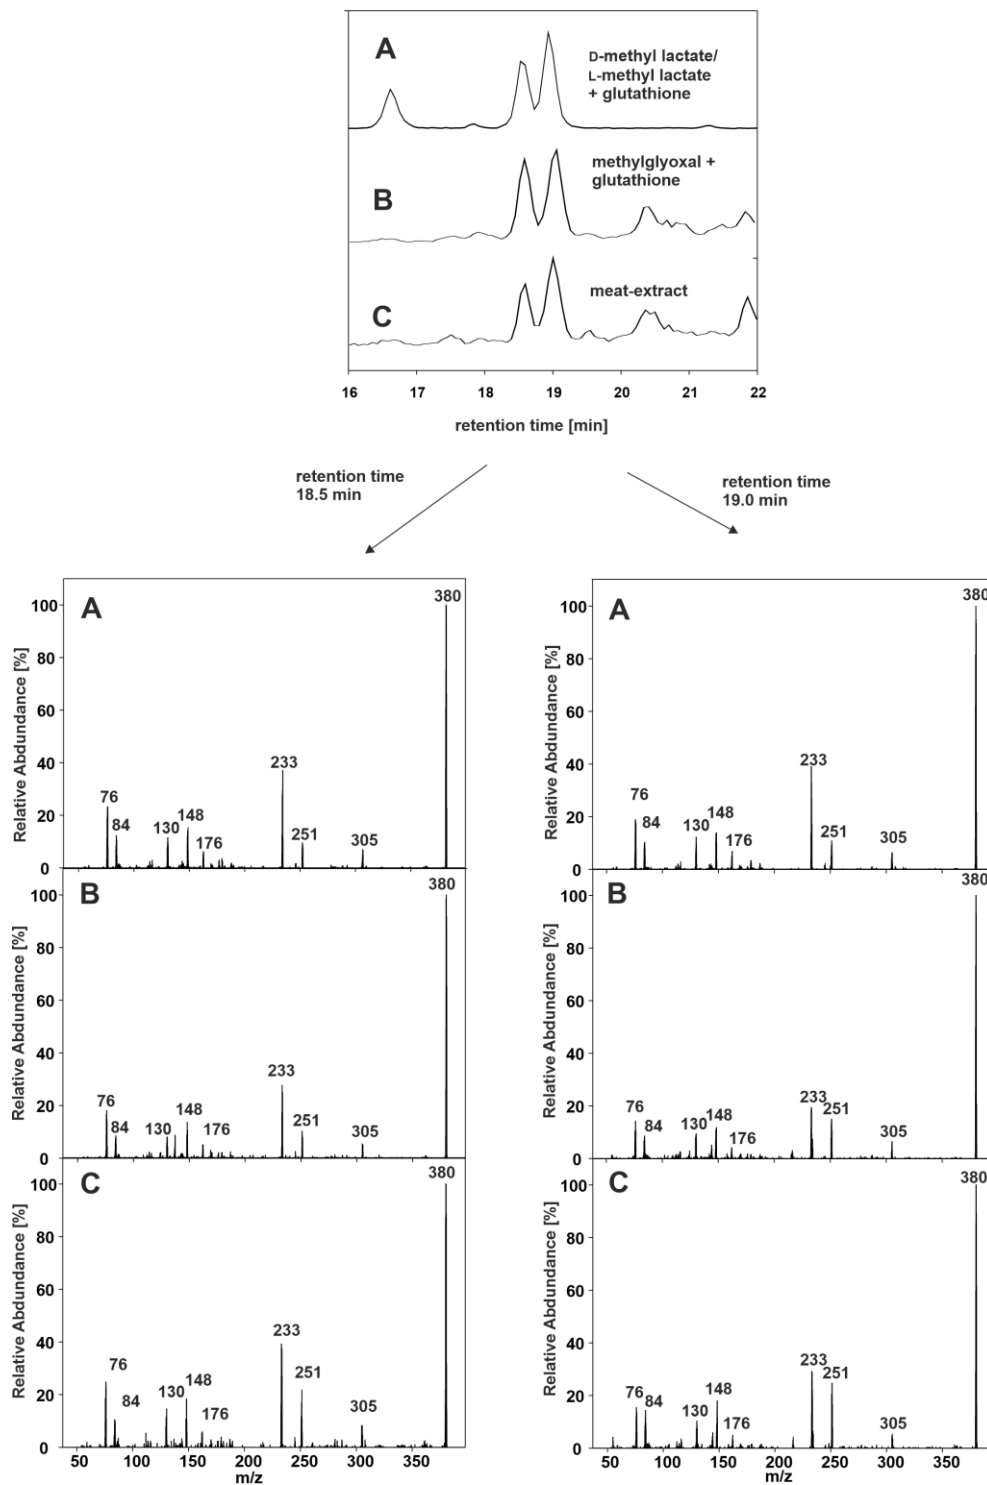 A
D-methyl lactate/
L-methyl lactate
+ glutathione
B
methylglyoxal +
glutathione
C
meat-extract
16 17 18 19 20 21 22
retention time [min]
retention time
18.5 min
retention time
19.0 min
A
Relative Abdundance [%]
100
80
60
40
20
0
76
84
130
148
176
233
251
305
380
B
Relative Abdundance [%]
100
80
60
40
20
0
76
84
130
148
176
233
251
305
380
C
Relative Abdundance [%]
100
80
60
40
20
0
76
84
130
148
176
233
251
305
50 100 150 200 250 300 350
m/z
A
Relative Abdundance [%]
100
80
60
40
20
0
76
84
130
148
176
233
251
305
380
B
Relative Abdundance [%]
100
80
60
40
20
0
76
84
130
148
176
233
251
305
380
C
Relative Abdundance [%]
100
80
60
40
20
0
76
84
130
148
176
233
251
305
380
50 100 150 200 250 300 350
m/z